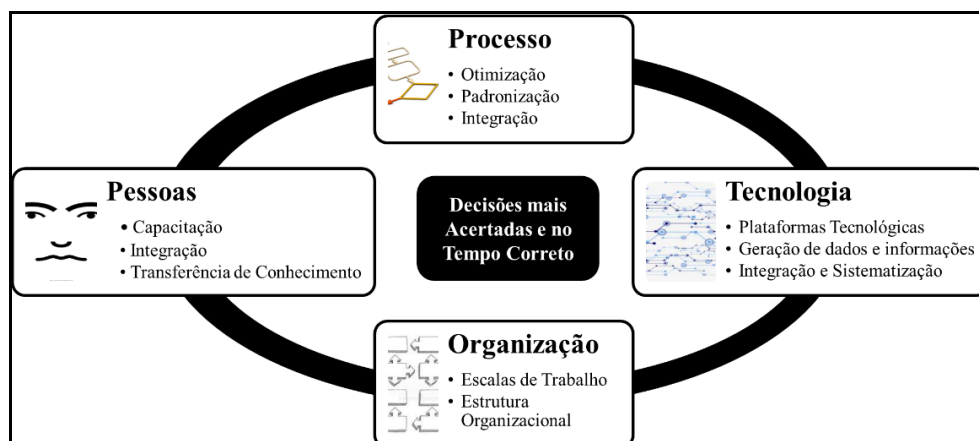 Processo
• Otimização
• Padronização
• Integração
Pessoas
• Capacitação
• Integração
• Transferência de Conhecimento
Decisões mais
Acertadas e no
Tempo Correto
Tecnologia
• Plataformas Tecnológicas
• Geração de dados e informações
• Integração e Sistematização
Organização
• Escalas de Trabalho
• Estrutura
Organizacional